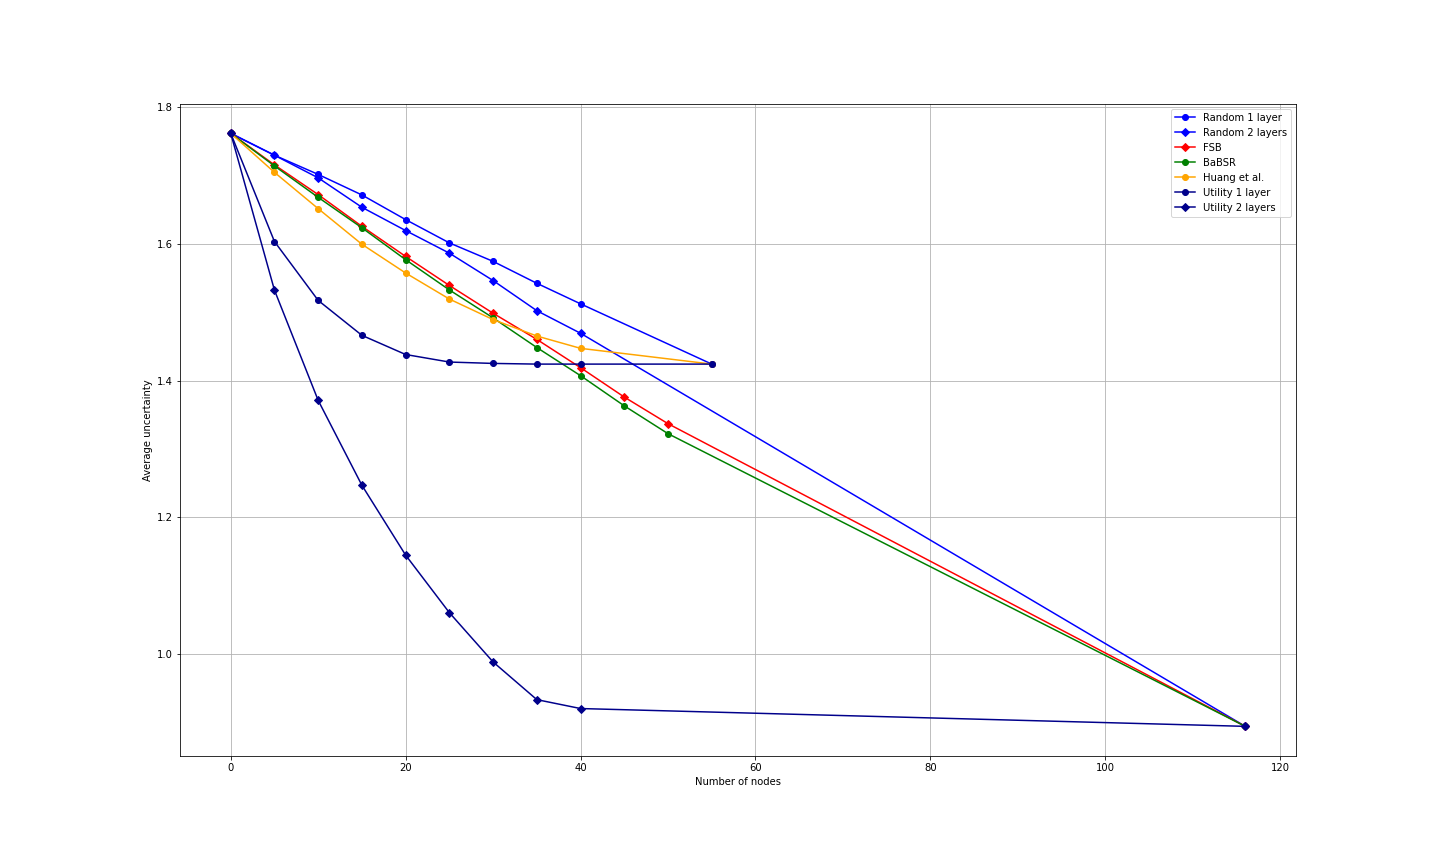 1.8
1.6
1.4
1.2
1.0
Average uncertainty
0 20 40 60 80 100 120
Number of nodes
Random 1 layer
Random 2 layers
FSB
BaBSR
Huang et al.
Utility 1 layer
Utility 2 layers